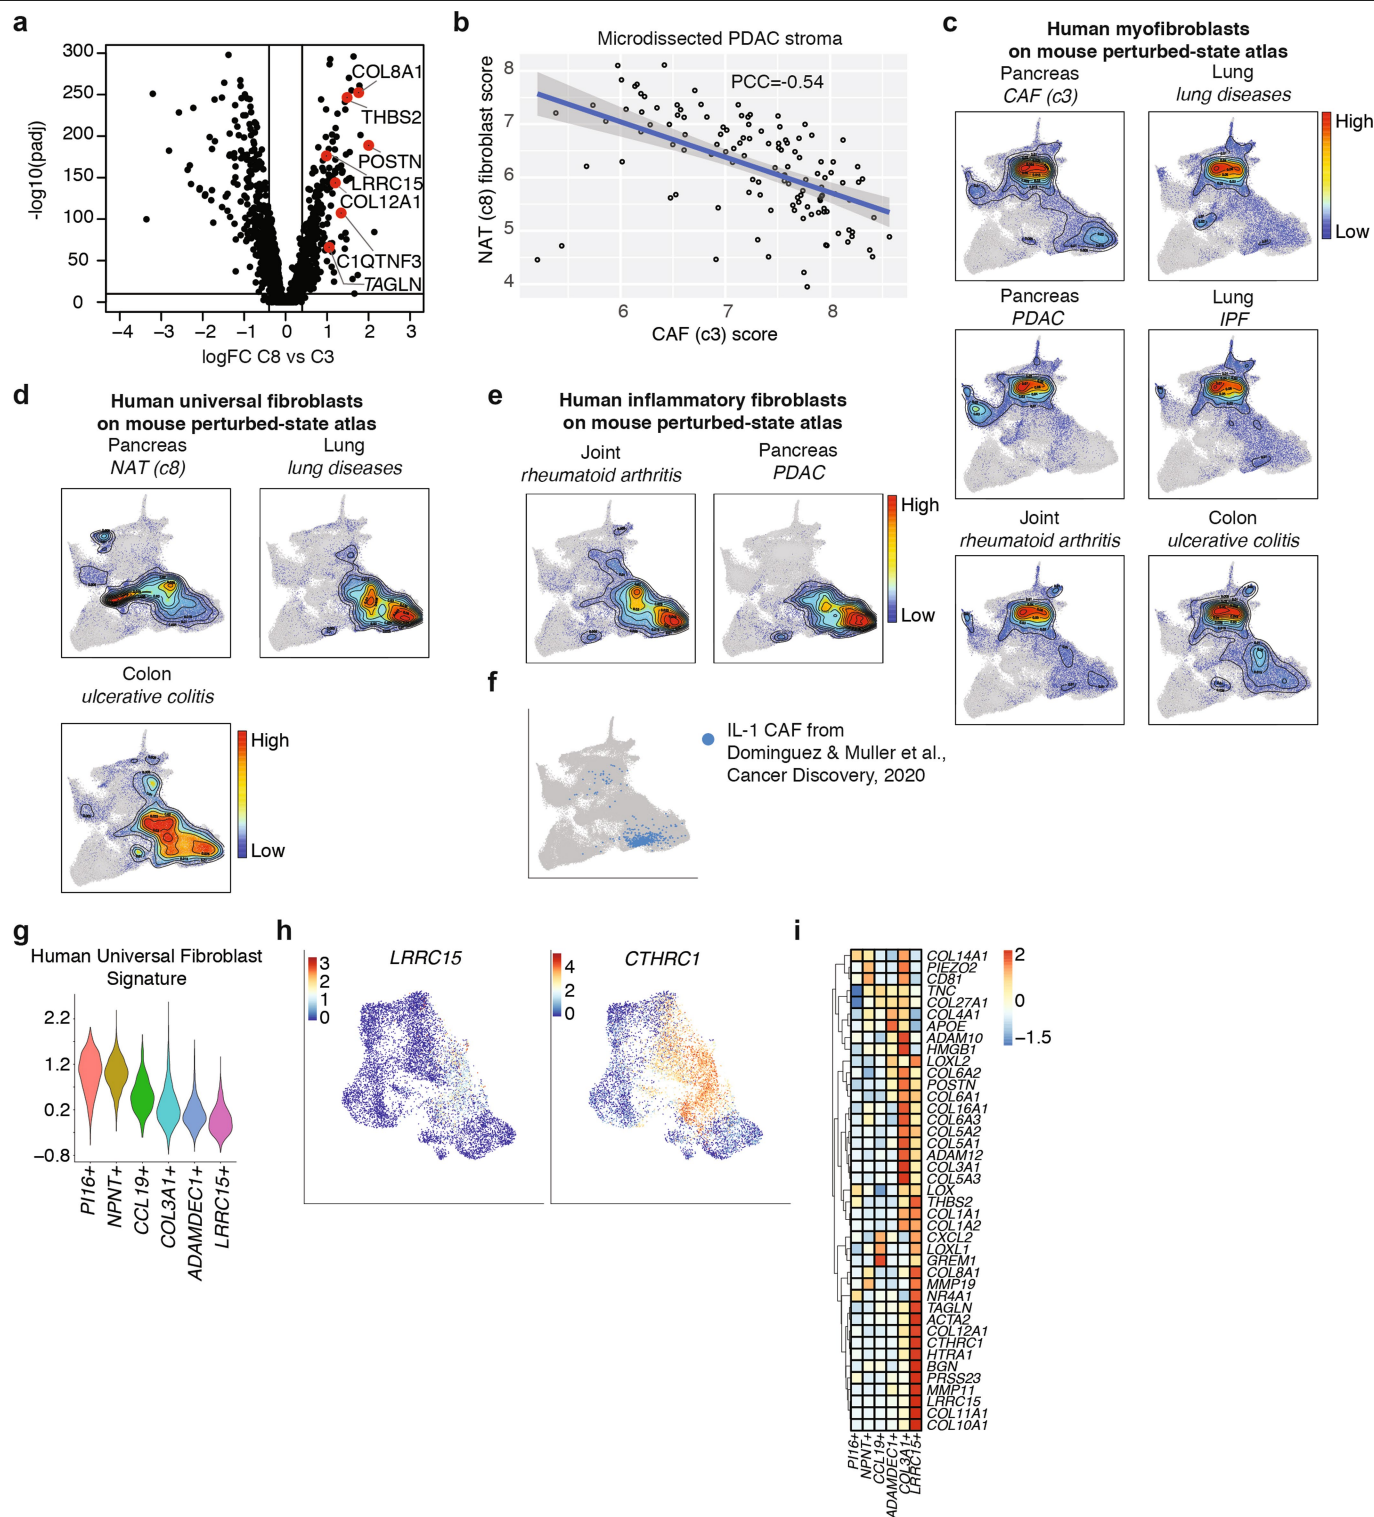 a
300
250
200
150
100
50
0
-log10(padj)
COL8A1
THBS2
POSTN
LRRC15
COL12A1
C1QTNF3
TAGLN
−4
−3
−2
−1
0
1
2
3
logFC C8 vs C3
b
Microdissected PDAC stroma
PCC=-0.54
NAT (c8) fibroblast score
8
7
6
5
4
6
7
8
CAF (c3) score
c
Human myofibroblasts
on mouse perturbed-state atlas
Pancreas
CAF (c3)
Lung
lung diseases
High
Low
Pancreas
PDAC
Lung
IPF
Joint
rheumatoid arthritis
Colon
ulcerative colitis
d
Human universal fibroblasts
on mouse perturbed-state atlas
Pancreas
NAT (c8)
Lung
lung diseases
Colon
ulcerative colitis
High
Low
e
Human inflammatory fibroblasts
on mouse perturbed-state atlas
Joint
rheumatoid arthritis
Pancreas
PDAC
High
Low
f
IL-1 CAF from
Dominguez & Muller et al.,
Cancer Discovery, 2020
g
Human Universal Fibroblast
Signature
2.2
1.2
0.2
−0.8
PI16+
NPNT+
CCL19+
COL3A1+
ADAMDEC1+
LRRC15+
h
LRRC15
3
2
1
0
CTHRC1
4
2
0
i
COL14A1
PIEZO2
CD81
TNC
COL27A1
COL4A1
APOE
ADAM10
HMGB1
LOXL2
COL6A2
POSTN
COL6A1
COL16A1
COL6A3
COL5A2
COL5A1
ADAM12
COL3A1
COL5A3
LOX
THBS2
COL1A1
COL1A2
CXCL2
LOXL1
GREM1
COL8A1
MMP19
NR4A1
TAGLN
ACTA2
COL12A1
CTHRC1
HTRA1
BGN
PRSS23
MMP11
LRRC15
COL11A1
COL10A1
2
0
−1.5
PI16+
NPNT+
CCL19+
ADAMDEC1+
COL3A1+
LRRC15+